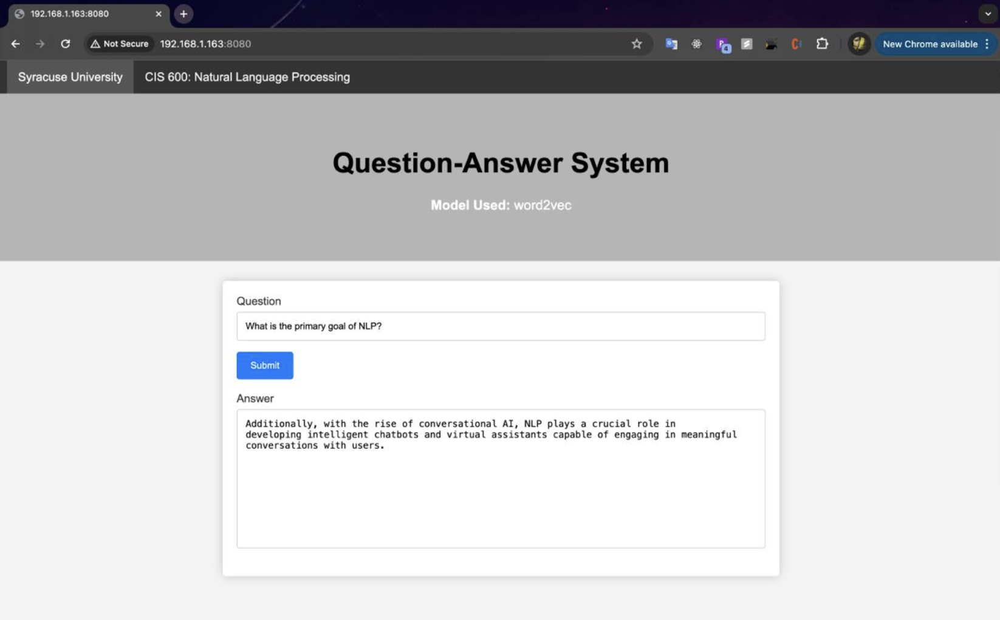 192.168.1.163:8080
Not Secure 192.168.1.163:8080
4
New Chrome available
Syracuse University CIS 600: Natural Language Processing
Question-Answer System
Model Used: word2vec
Question
What is the primary goal of NLP?
Submit
Answer
Additionally, with the rise of conversational AI, NLP plays a crucial role in
developing intelligent chatbots and virtual assistants capable of engaging in meaningful
conversations with users.